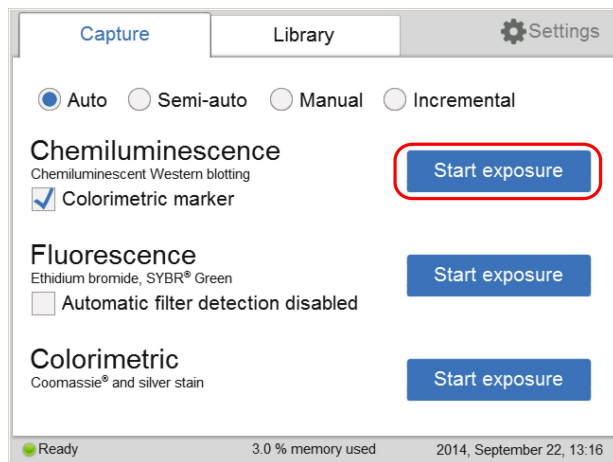 Capture Library Settings
Auto Semi-auto Manual Incremental
Chemiluminescence
Chemiluminescent Western blotting
Start exposure
Colorimetric marker
Fluorescence
Ethidium bromide, SYBR® Green
Start exposure
Automatic filter detection disabled
Colorimetric
Coomassie® and silver stain
Start exposure
Ready 3.0 % memory used 2014, September 22, 13:16